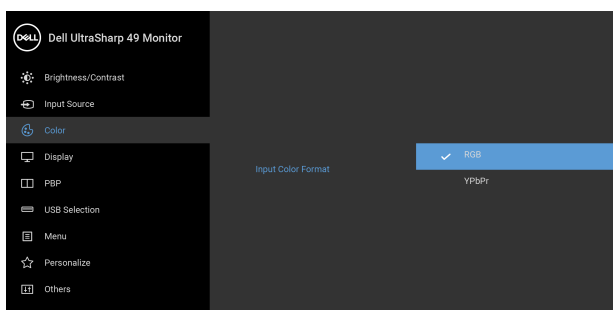 DELL
Dell UltraSharp 49 Monitor
Brightness/Contrast
Input Source
Color
Display
PBP
USB Selection
Menu
Personalize
Others
Input Color Format
RGB
YPbPr